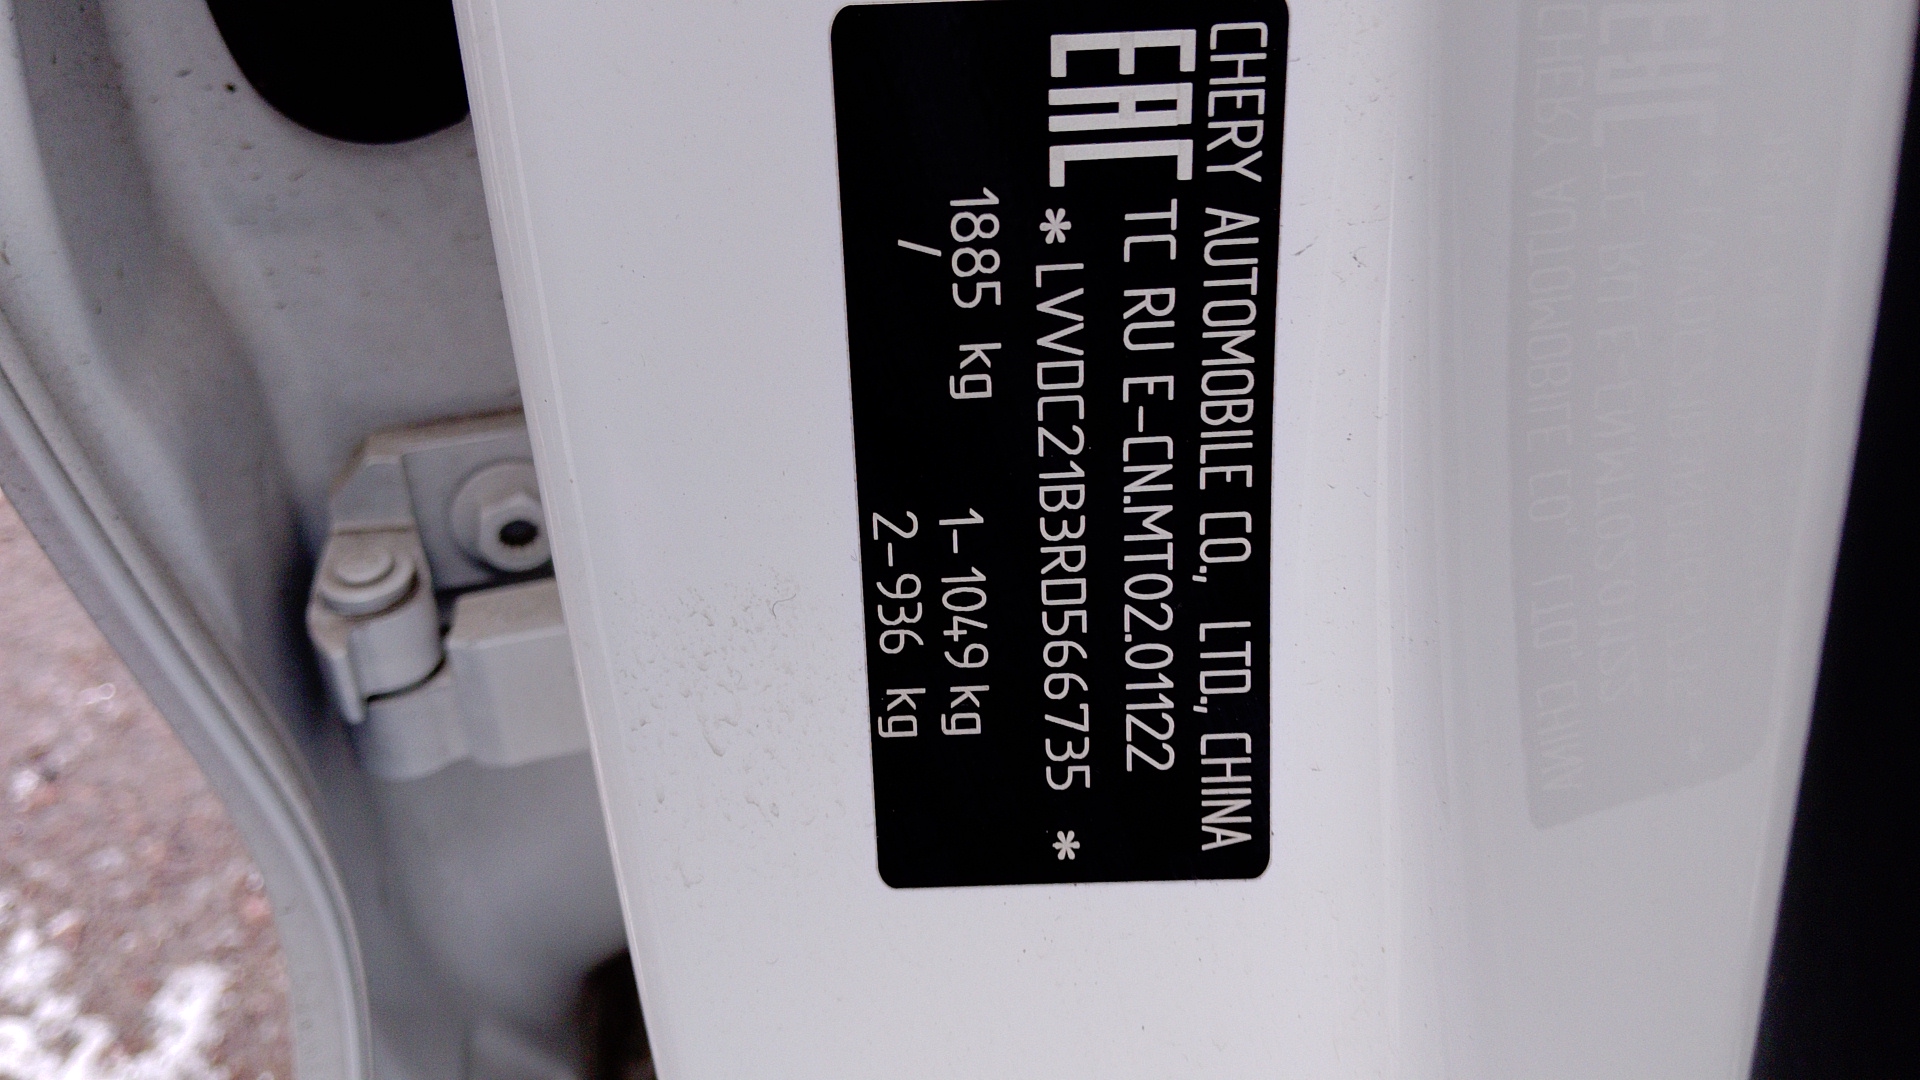 CHERY AUTOMOBILE CO., LTD., CHINA
EAC TC RU E-CN.MT02.01122
* LVVDC21B3RD566735 *
1885 kg 1-1049 kg
/ 2-936 kg